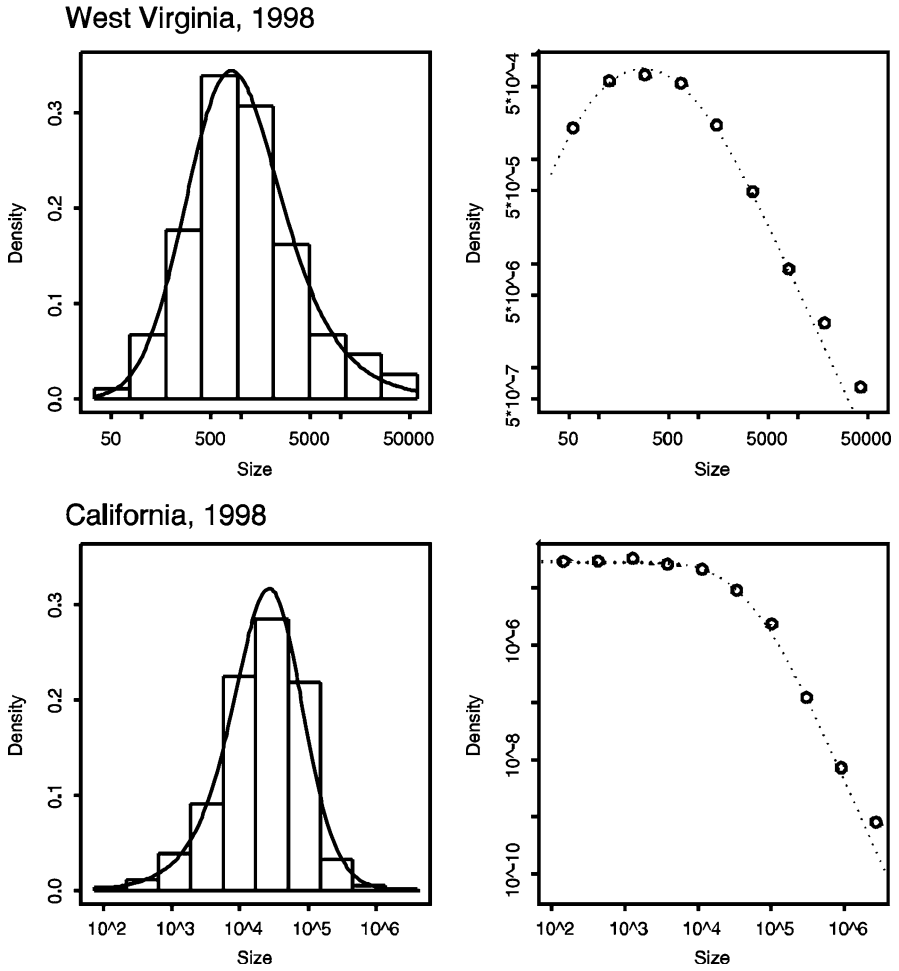 West Virginia, 1998
Density
0.3
0.2
0.1
0.0
50 500 5000 50000
Size
Density
5*10^-4
5*10^-5
5*10^-6
5*10^-7
50 500 5000 50000
Size
California, 1998
Density
0.3
0.2
0.1
0.0
10^2 10^3 10^4 10^5 10^6
Size
Density
10^-6
10^-8
10^-10
10^2 10^3 10^4 10^5 10^6
Size